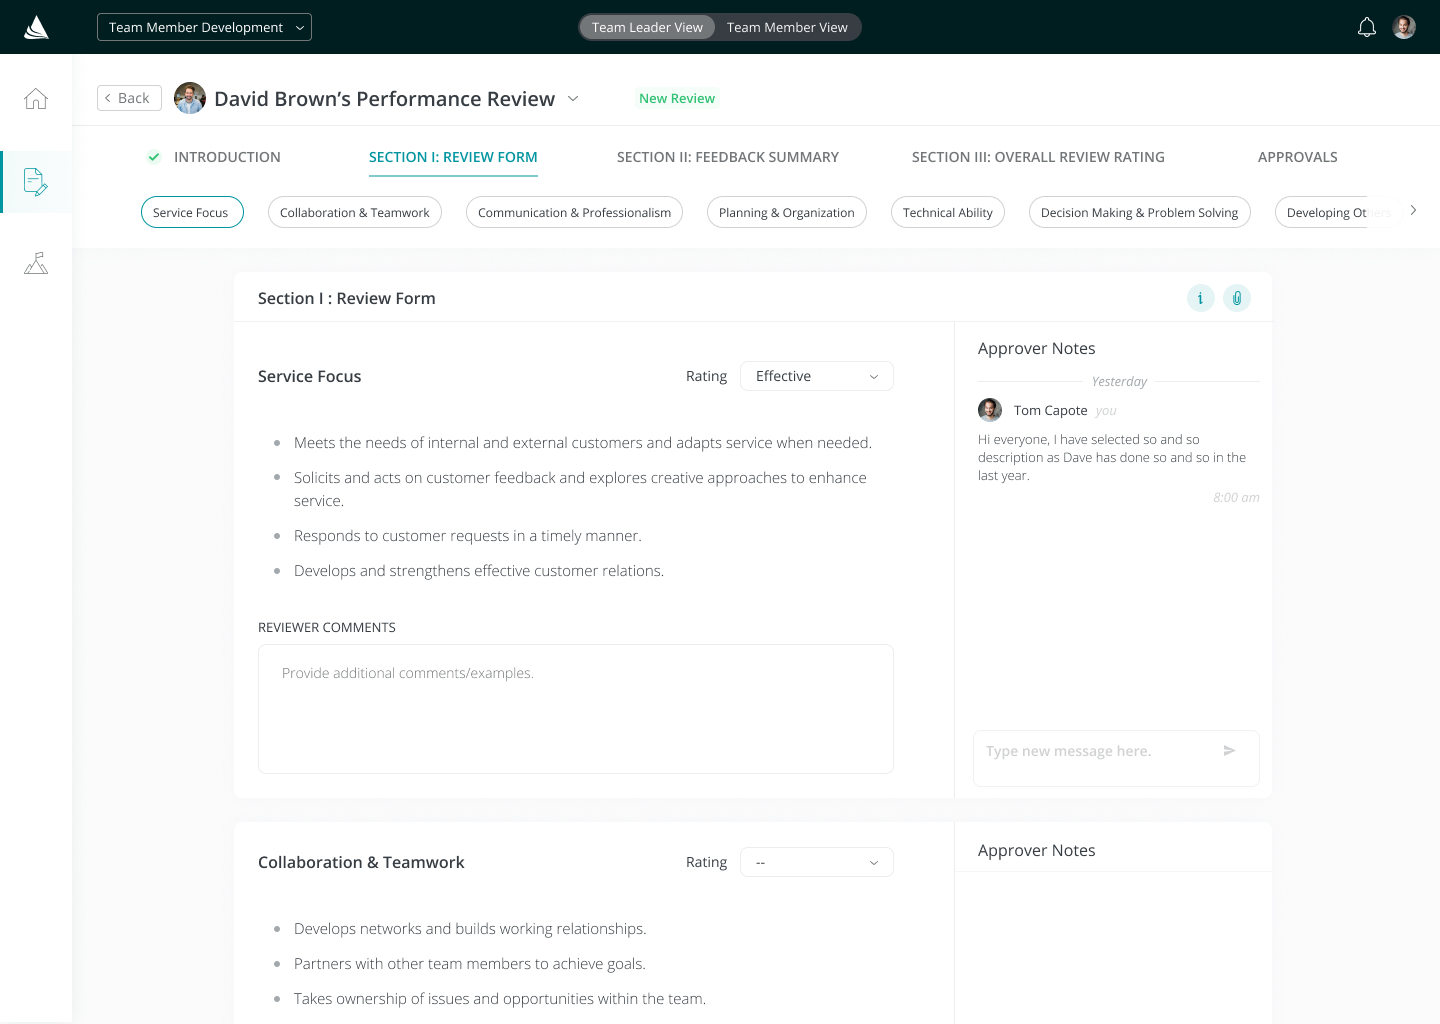 Team Member Development
Team Leader View
Team Member View
Back
David Brown’s Performance Review
New Review
INTRODUCTION
SECTION I: REVIEW FORM
SECTION II: FEEDBACK SUMMARY
SECTION III: OVERALL REVIEW RATING
APPROVALS
Service Focus
Collaboration & Teamwork
Communication & Professionalism
Planning & Organization
Technical Ability
Decision Making & Problem Solving
Developing Others
Section I : Review Form
Service Focus
Rating
Effective
Meets the needs of internal and external customers and adapts service when needed.
Solicits and acts on customer feedback and explores creative approaches to enhance
service.
Responds to customer requests in a timely manner.
Develops and strengthens effective customer relations.
REVIEWER COMMENTS
Provide additional comments/examples.
Approver Notes
Yesterday
Tom Capote you
Hi everyone, I have selected so and so
description as Dave has done so and so in the
last year.
8:00 am
Type new message here.
Collaboration & Teamwork
Rating
--
Develops networks and builds working relationships.
Partners with other team members to achieve goals.
Takes ownership of issues and opportunities within the team.
Approver Notes